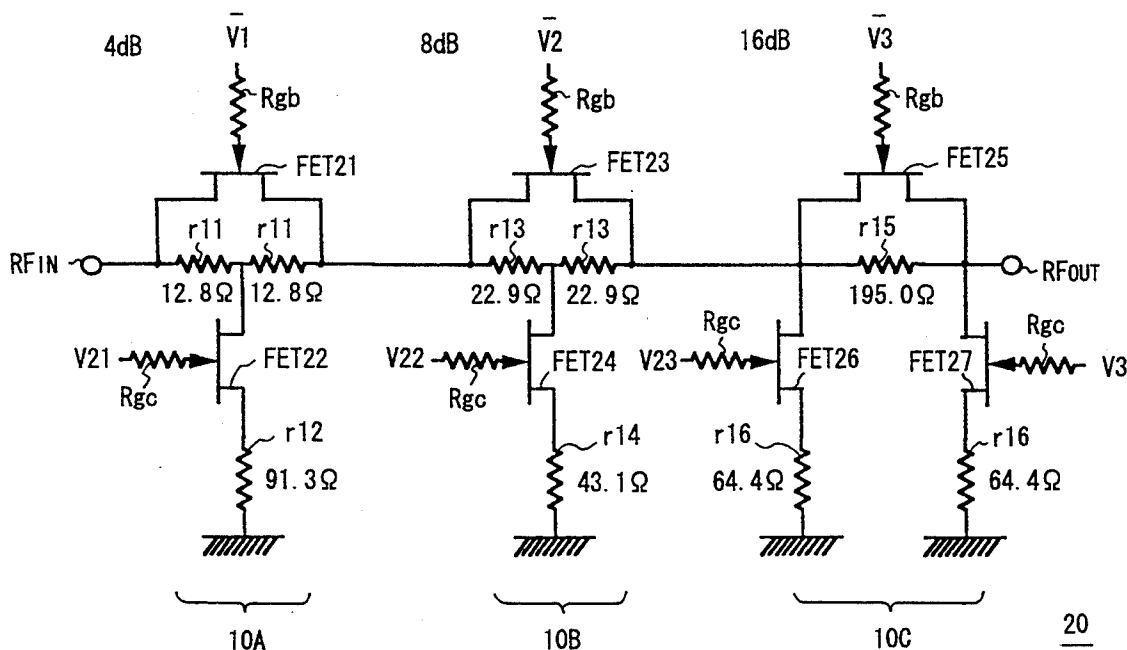 4dB V̅1 8dB V̅2 16dB V̅3
Rgb Rgb Rgb
FET21 FET23 FET25
r11 r11 r13 r13 r15
RFIN RFOUT
12.8Ω 12.8Ω 22.9Ω 22.9Ω 195.0Ω
V21 Rgc FET22 V22 Rgc FET24 V23 Rgc FET26 FET27 Rgc V3
r12 r14 r16 r16
91.3Ω 43.1Ω 64.4Ω 64.4Ω
10A 10B 10C 20